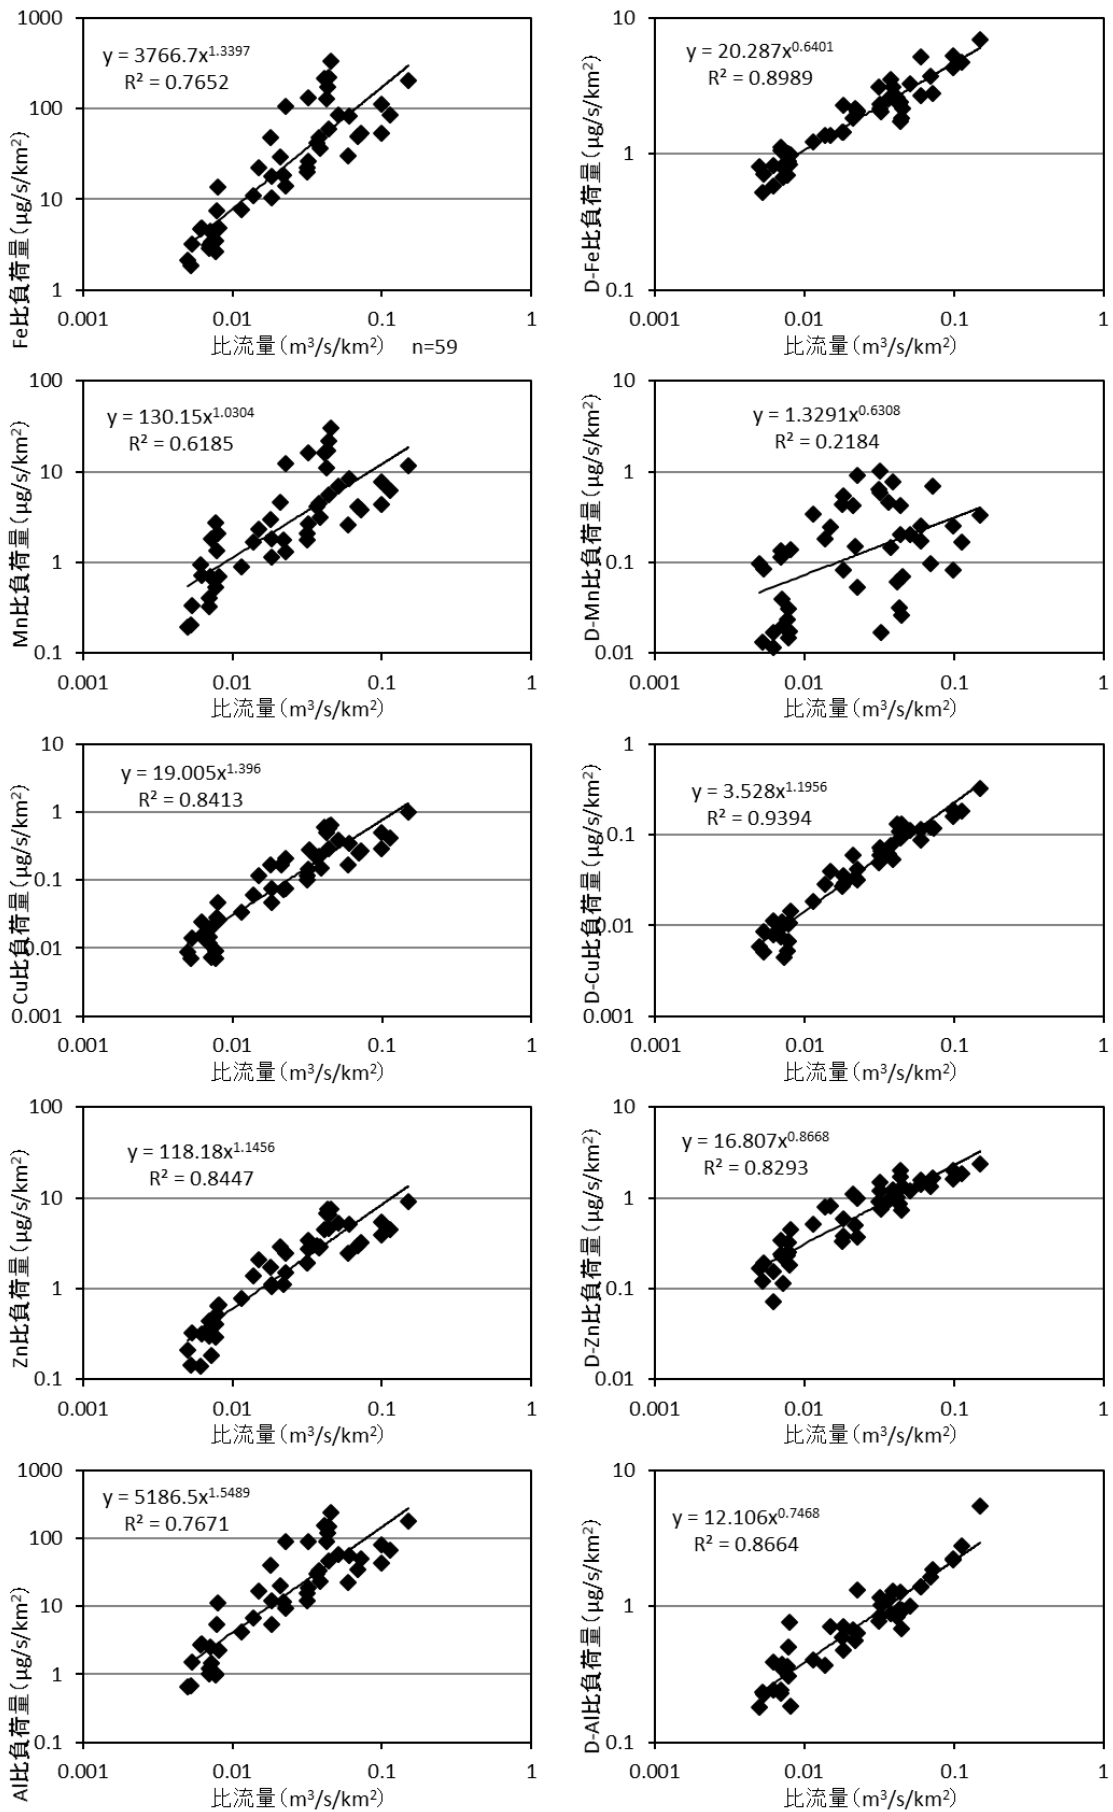 1000
100
10
1
0.001
0.01
0.1
1
y = 3766.7x^1.3397
R² = 0.7652
Fe比負荷量（μg/s/km²）
比流量（m³/s/km²）
n=59
10
1
0.1
0.001
0.01
0.1
1
y = 20.287x^0.6401
R² = 0.8989
D-Fe比負荷量（μg/s/km²）
比流量（m³/s/km²）
100
10
1
0.1
0.001
0.01
0.1
1
y = 130.15x^1.0304
R² = 0.6185
Mn比負荷量（μg/s/km²）
比流量（m³/s/km²）
10
1
0.1
0.01
0.001
0.01
0.1
1
y = 1.3291x^0.6308
R² = 0.2184
D-Mn比負荷量（μg/s/km²）
比流量（m³/s/km²）
10
1
0.1
0.01
0.001
0.001
0.01
0.1
1
y = 19.005x^1.396
R² = 0.8413
Cu比負荷量（μg/s/km²）
比流量（m³/s/km²）
1
0.1
0.01
0.001
0.001
0.01
0.1
1
y = 3.528x^1.1956
R² = 0.9394
D-Cu比負荷量（μg/s/km²）
比流量（m³/s/km²）
100
10
1
0.1
0.001
0.01
0.1
1
y = 118.18x^1.1456
R² = 0.8447
Zn比負荷量（μg/s/km²）
比流量（m³/s/km²）
10
1
0.1
0.01
0.001
0.01
0.1
1
y = 16.807x^0.8668
R² = 0.8293
D-Zn比負荷量（μg/s/km²）
比流量（m³/s/km²）
1000
100
10
1
0.1
0.001
0.01
0.1
1
y = 5186.5x^1.5489
R² = 0.7671
Al比負荷量（μg/s/km²）
比流量（m³/s/km²）
10
1
0.1
0.001
0.01
0.1
1
y = 12.106x^0.7468
R² = 0.8664
D-Al比負荷量（μg/s/km²）
比流量（m³/s/km²）